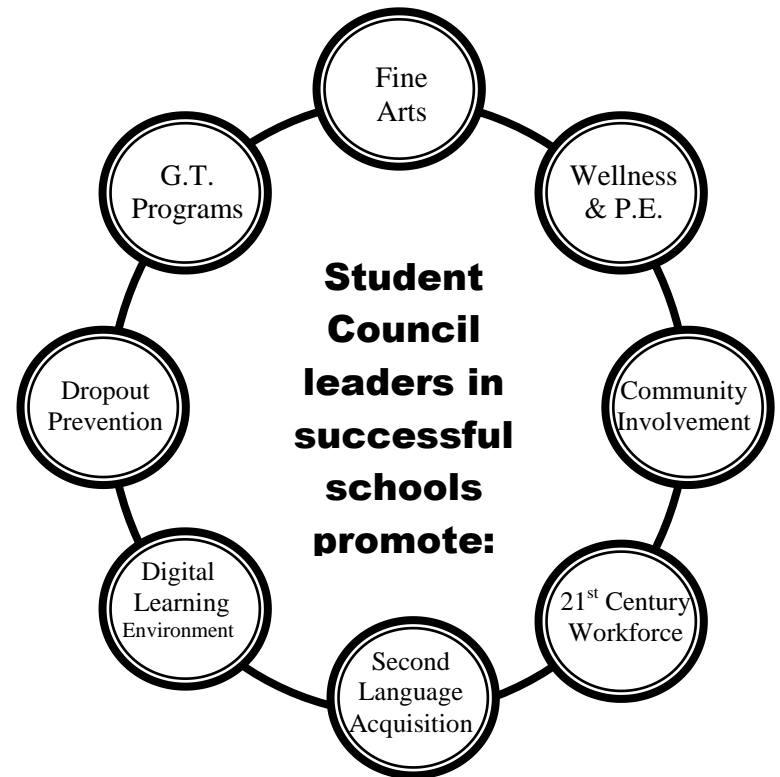 Student
Council
leaders in
successful
schools
promote:
Fine
Arts
Wellness
& P.E.
Community
Involvement
21st Century
Workforce
Second
Language
Acquisition
Digital
Learning
Environment
Dropout
Prevention
G.T.
Programs